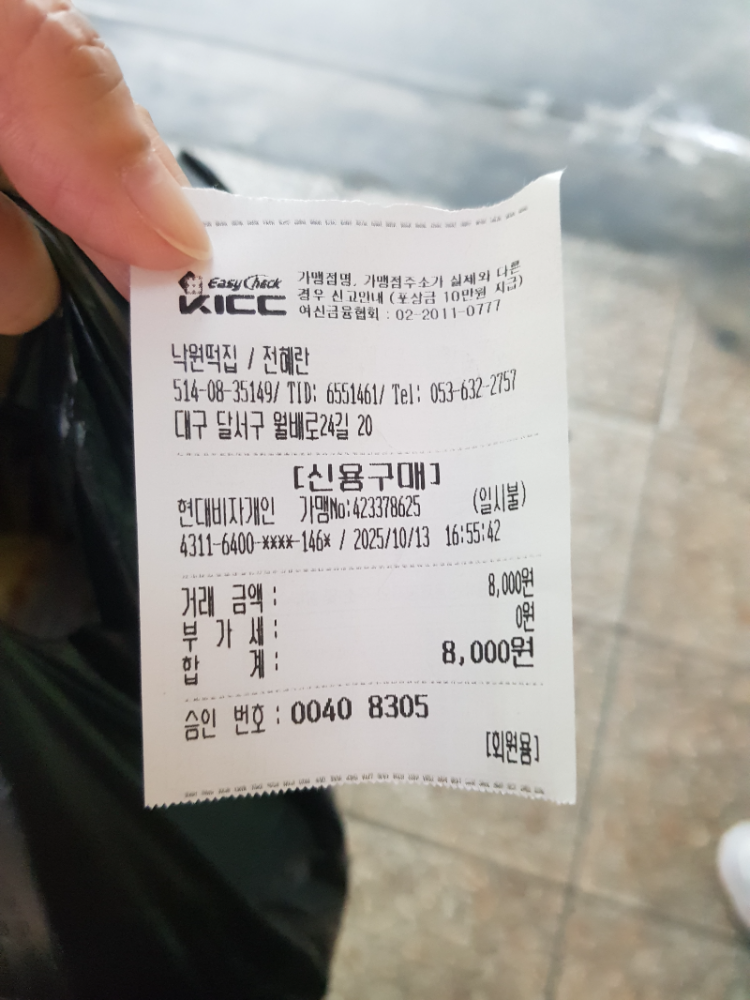 Easy Check
KICC
가맹점명, 가맹점주소가 실제와 다른
경우 신고안내 (포상금 10만원 지급)
여신금융협회 : 02-2011-0777
낙원떡집 / 전혜란
514-08-35149/ TID: 6551461/ Tel: 053-632-2757
대구 달서구 월배로24길 20
[신용구매]
현대비자개인 가맹No:423378625 (일시불)
4311-6400-****-146* / 2025/10/13 16:55:42
거래 금액 : 8,000원
부 가 세 : 0원
합 계 : 8,000원
승인 번호 : 0040 8305
[회원용]